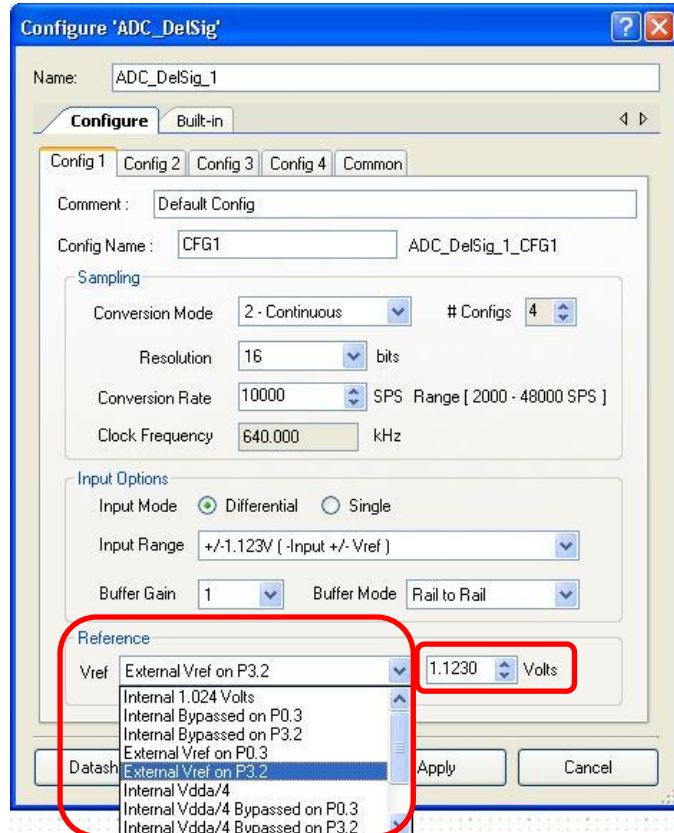 Configure 'ADC_DelSig'
Name: ADC_DelSig_1
Configure Built-in
Config 1 Config 2 Config 3 Config 4 Common
Comment : Default Config
Config Name : CFG1 ADC_DelSig_1_CFG1
Sampling
Conversion Mode 2 - Continuous # Configs 4
Resolution 16 bits
Conversion Rate 10000 SPS Range [ 2000 - 48000 SPS ]
Clock Frequency 640.000 kHz
Input Options
Input Mode Differential Single
Input Range +/-1.123V ( -Input +/- Vref )
Buffer Gain 1 Buffer Mode Rail to Rail
Reference
Vref External Vref on P3.2 1.1230 Volts
Internal 1.024 Volts
Internal Bypassed on P0.3
Internal Bypassed on P3.2
External Vref on P0.3
Datash External Vref on P3.2 Apply Cancel
Internal Vdda/4
Internal Vdda/4 Bypassed on P0.3
Internal Vdda/4 Bypassed on P3.2